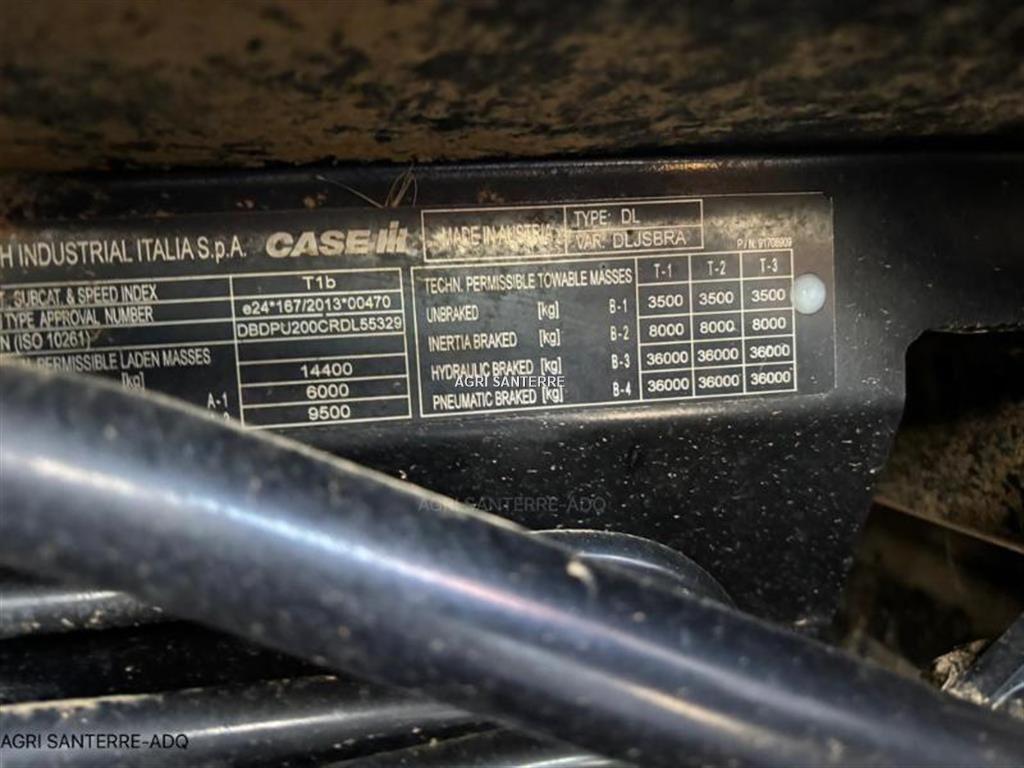 H INDUSTRIAL ITALIA S.p.A. CASE IH
MADE IN AUSTRIA
TYPE: DL
VAR. DLJSBRA
P/N. 91708909
T. SUBCAT. & SPEED INDEX T1b
TYPE APPROVAL NUMBER e24*167/2013*00470
N (ISO 10261) DBDPU200CRDL55329
PERMISSIBLE LADEN MASSES
[kg] 14400
A-1 6000
9500
TECHN. PERMISSIBLE TOWABLE MASSES T-1 T-2 T-3
UNBRAKED [kg] B-1 3500 3500 3500
INERTIA BRAKED [kg] B-2 8000 8000 8000
HYDRAULIC BRAKED [kg] B-3 36000 36000 36000
PNEUMATIC BRAKED [kg] B-4 36000 36000 36000
AGRI SANTERRE
AGRI SANTERRE-ADQ
AGRI SANTERRE-ADQ